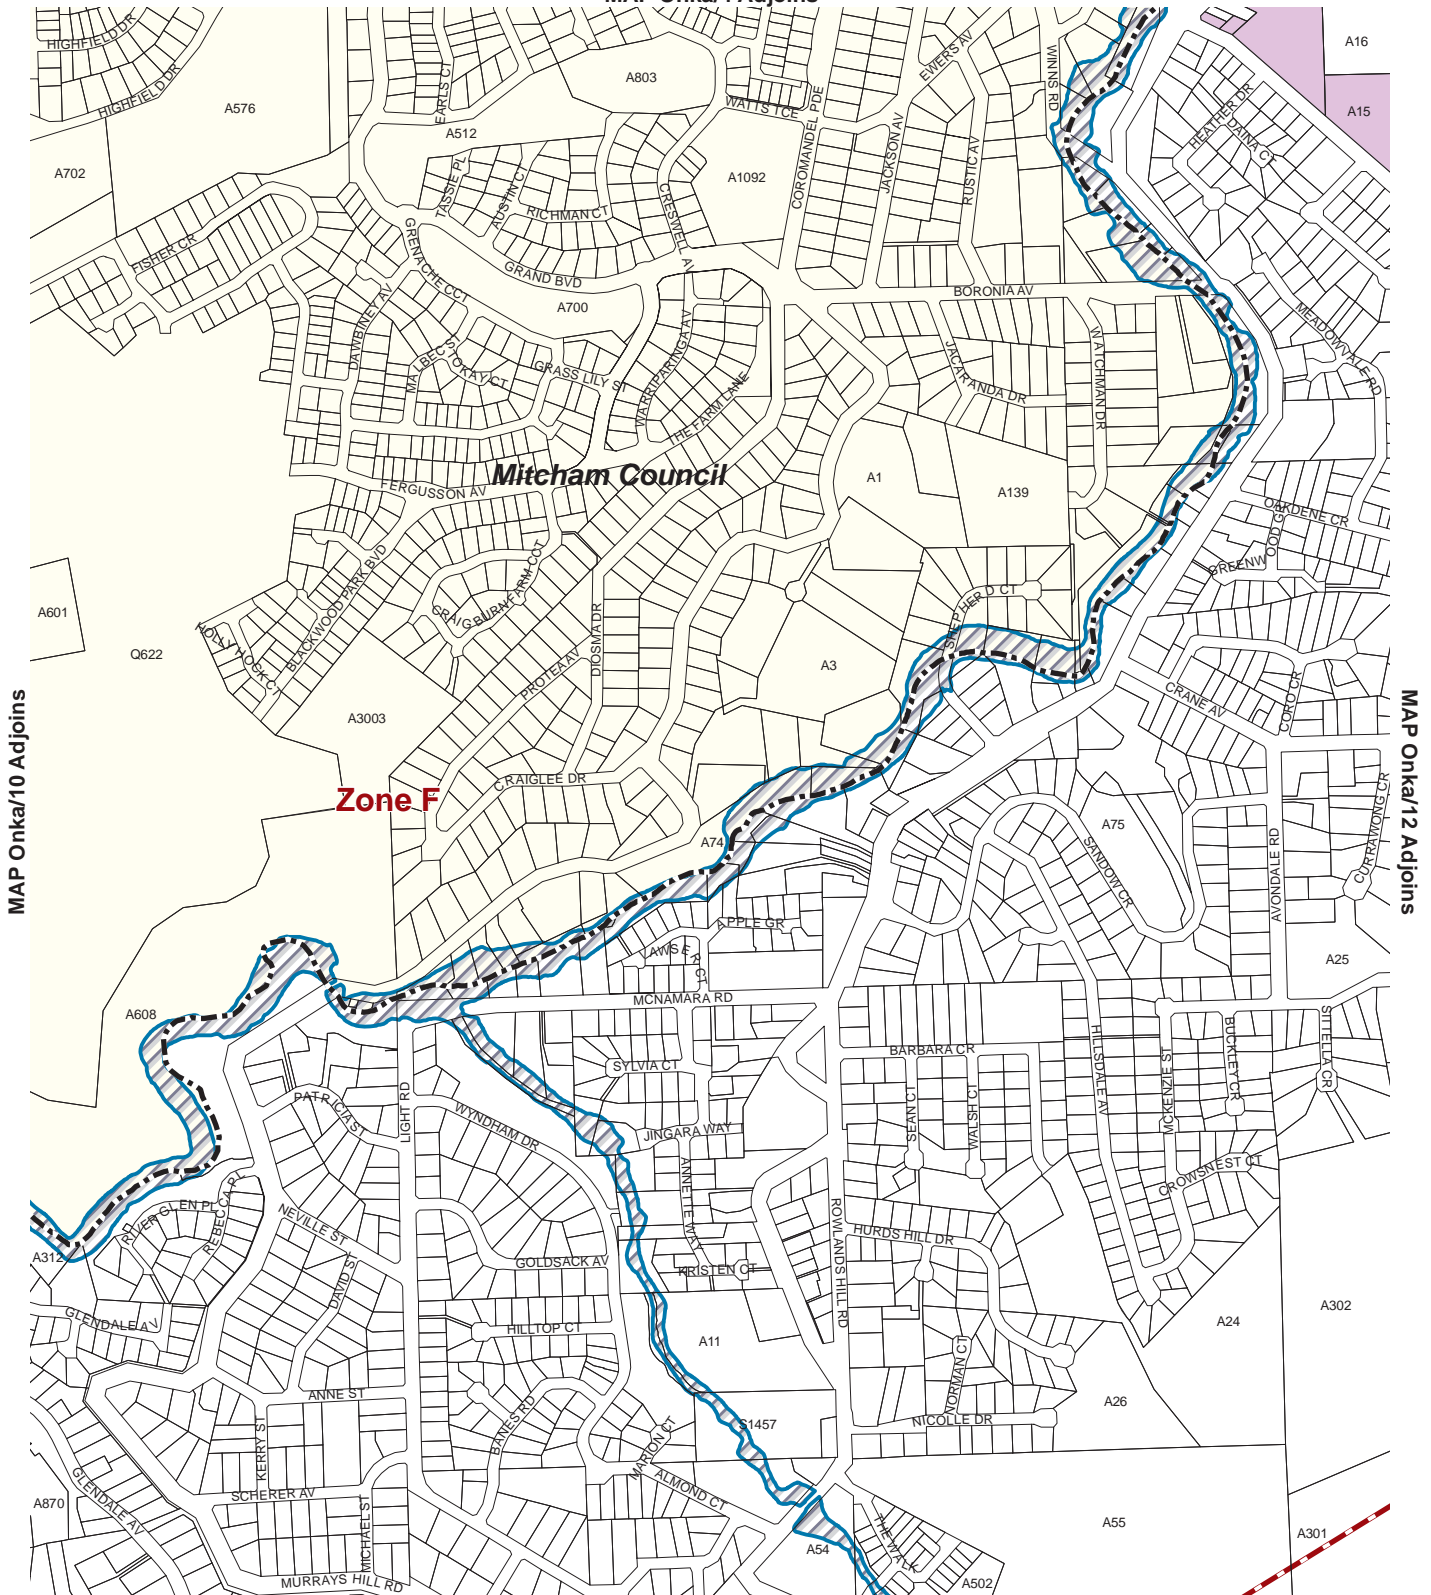 HIGHFIELD DR
HIGHFIELD DR
A576
EARLS CT
A803
A512
WATTS TCE
COROMANDEL PDE
EWERS AV
WINNS RD
A16
A15
HEATHER DR
DAINA CT
A702
TASSIE PL
AUSTIN CT
RICHMAN CT
CRESWELL AV
A1092
JACKSON AV
RUSTIC AV
FISHER CR
GRENACHE CCT
GRAND BVD
A700
BORONIA AV
MEADOWVALE RD
DAWBINEY AV
MALBEC ST
TOKAY CT
GRASS LILY ST
WARRIPARINGA AV
THE FARM LANE
JACARANDA DR
WATCHMAN DR
Mitcham Council
FERGUSSON AV
A1
A139
OAKDENE CR
GREENWOOD G
BLACKWOOD PARK BVD
CRAIGBURN FARM CCT
SHEPHERD CT
A601
Q622
HOLLY HOCK CT
DIOSMA DR
PROTEA AV
A3
A3003
CRANE AV
CORO CR
MAP Onka/10 Adjoins
MAP Onka/12 Adjoins
Zone F
CRAIGLEE DR
A74
A75
SANDOW CR
AVONDALE RD
CURRAWONG CR
APPLE GR
LAWSER CT
A25
MCNAMARA RD
A608
SYLVIA CT
BARBARA CR
HILLSDALE AV
MCKENZIE ST
BUCKLEY CR
SITTELLA CR
PATRICIA ST
LIGHT RD
WYNDHAM DR
JINGARA WAY
SEAN CT
WALSH CT
ANNETTE WAY
CROWSNEST CT
RIVER GLEN PL
REBECCA PL
NEVILLE ST
A312
ROWLANDS HILL RD
HURDS HILL DR
GOLDSACK AV
KRISTEN CT
DAVID ST
GLENDALE AV
HILLTOP CT
A11
A302
A24
ANNE ST
NORMAN CT
A26
BANES RD
MARION CT
S1457
NICOLLE DR
KERRY ST
GLENDALE AV
SCHERER AV
MICHAEL ST
ALMOND CT
A870
A55
A301
THE WALK
A54
A502
MURRAYS HILL RD